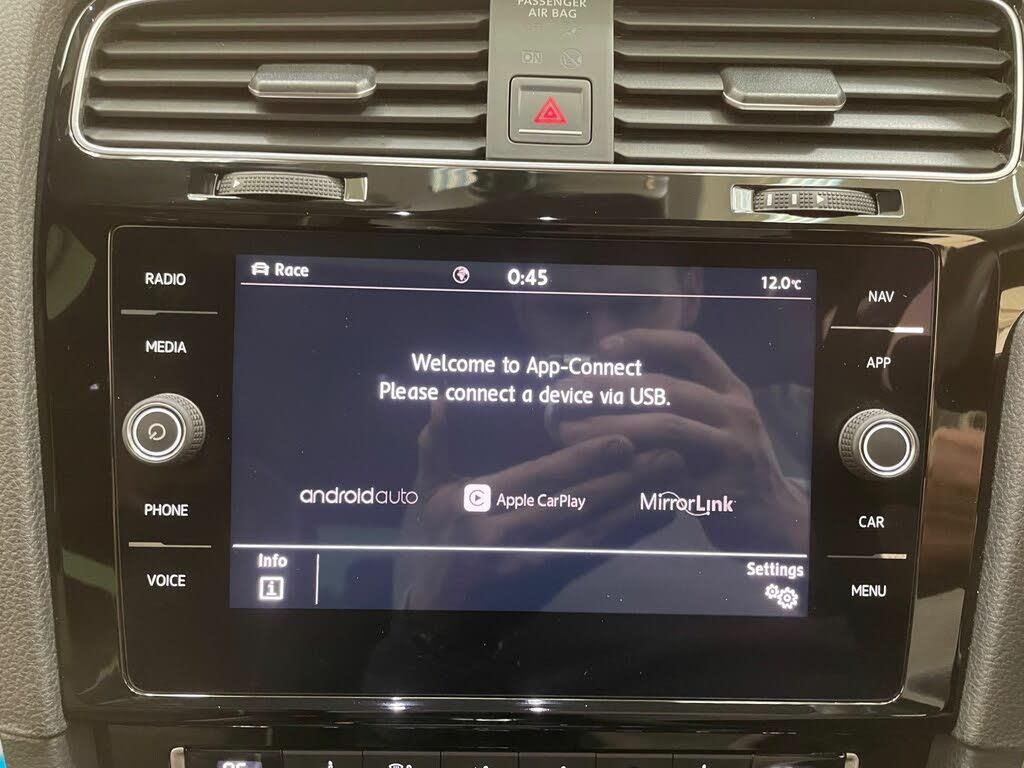 PASSENGER
AIR BAG
ON
RADIO
MEDIA
PHONE
VOICE
Race
0:45
12.0°C
Welcome to App-Connect
Please connect a device via USB.
androidauto
Apple CarPlay
MirrorLink
Info
Settings
NAV
APP
CAR
MENU